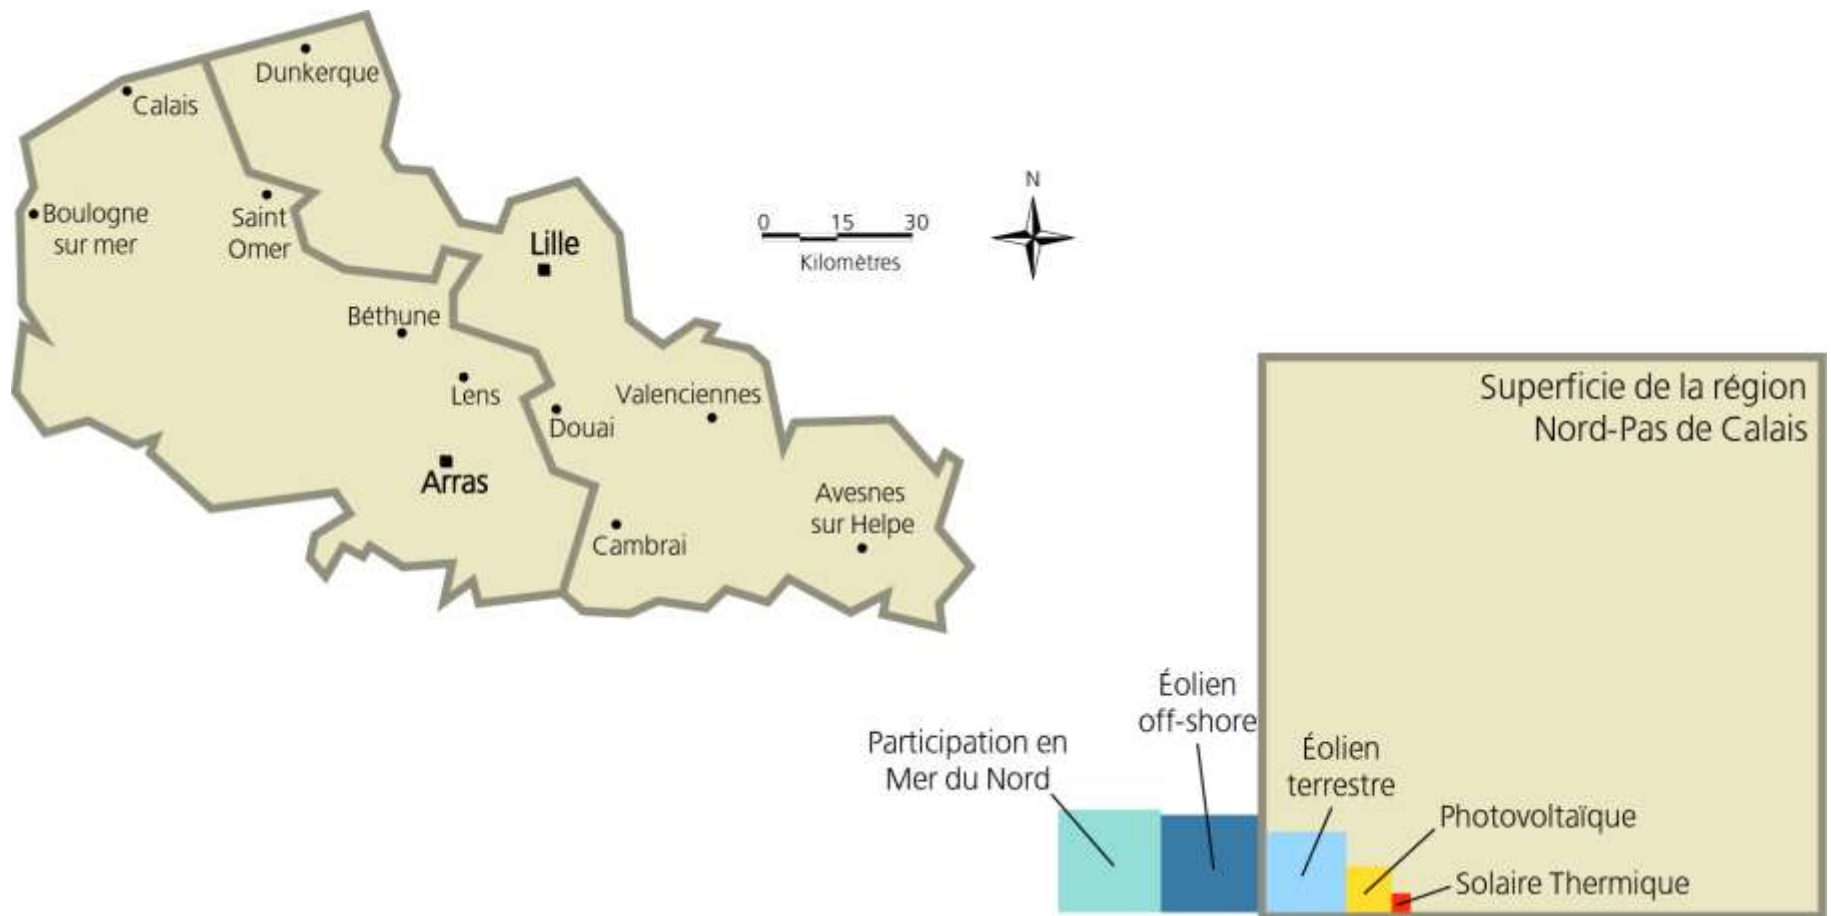 Dunkerque
Calais
Boulogne
sur mer
Saint
Omer
Lille
Béthune
Lens
Douai
Valenciennes
Arras
Cambrai
Avesnes
sur Helpe
0 15 30
Kilomètres
N
Superficie de la région
Nord-Pas de Calais
Éolien
off-shore
Participation en
Mer du Nord
Éolien
terrestre
Photovoltaïque
Solaire Thermique